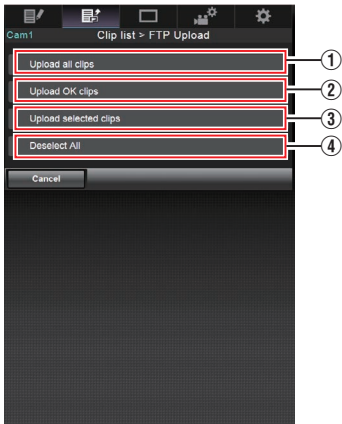 Cam1 Clip list > FTP Upload
Upload all clips ①
Upload OK clips ②
Upload selected clips ③
Deselect All ④
Cancel